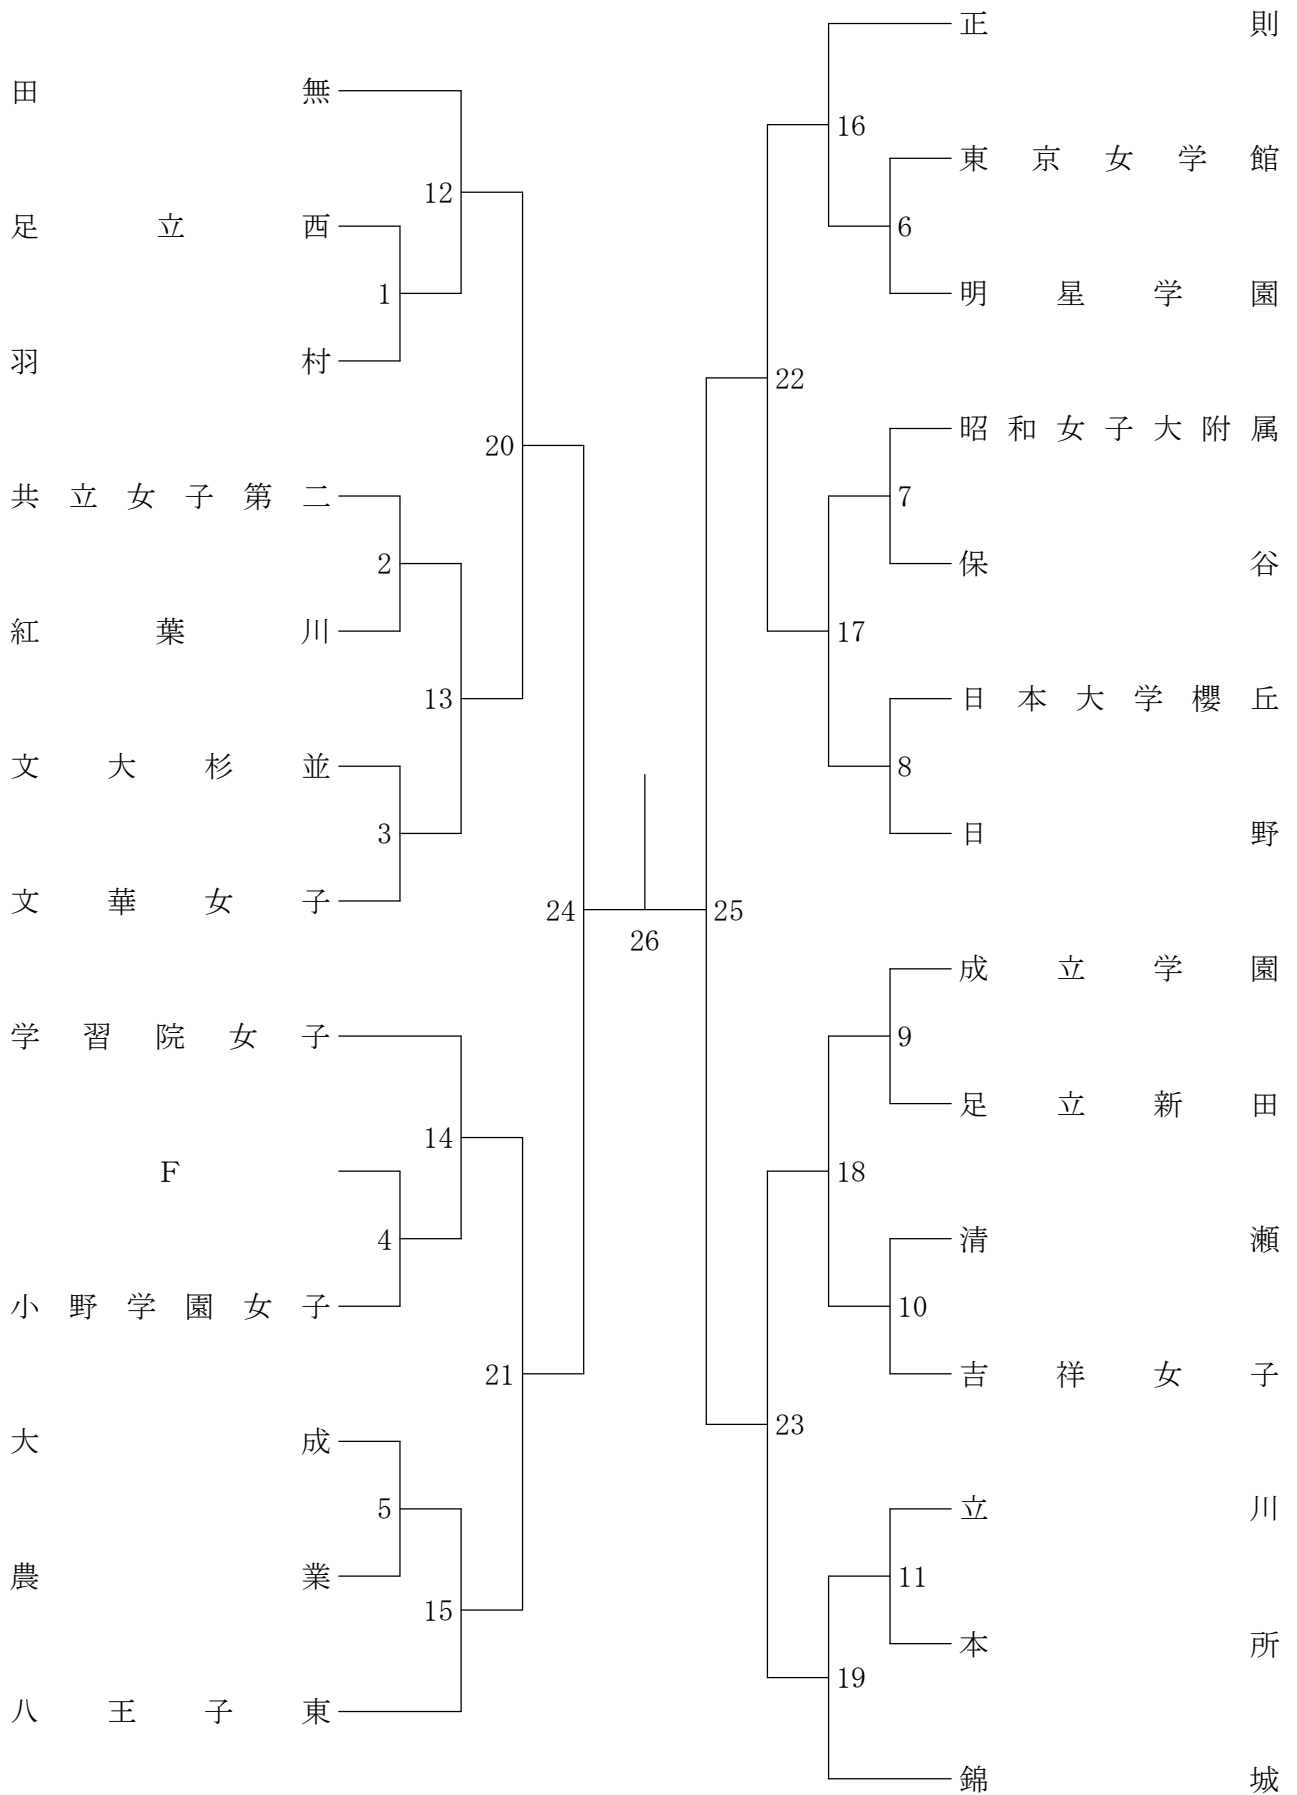 田無
足立西
羽村
共立女子第二
紅葉川
文大杉並
文華女子
学習院女子
F
小野学園女子
大成
農業
八王子東
1
2
3
4
5
12
13
14
15
20
21
24
26
25
22
23
16
17
18
19
6
7
8
9
10
11
正則
東京女学館
明星学園
昭和女子大附属
保谷
日本大学櫻丘
日野
成立学園
足立新田
清瀬
吉祥女子
立川
本所
錦城